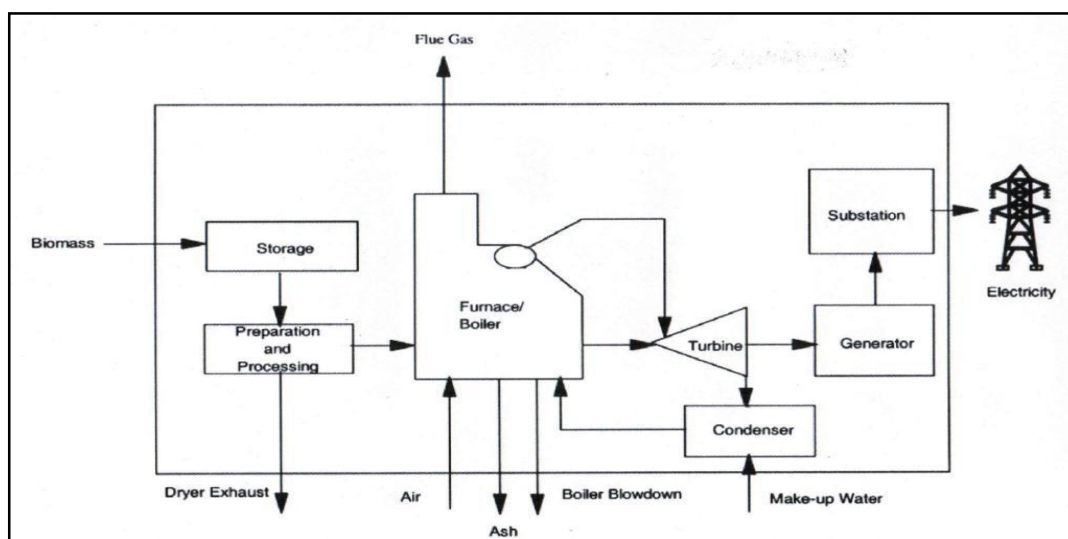 Flue Gas
Biomass
Storage
Preparation
and
Processing
Furnace/
Boiler
Turbine
Substation
Generator
Condenser
Electricity
Dryer Exhaust
Air
Ash
Boiler Blowdown
Make-up Water